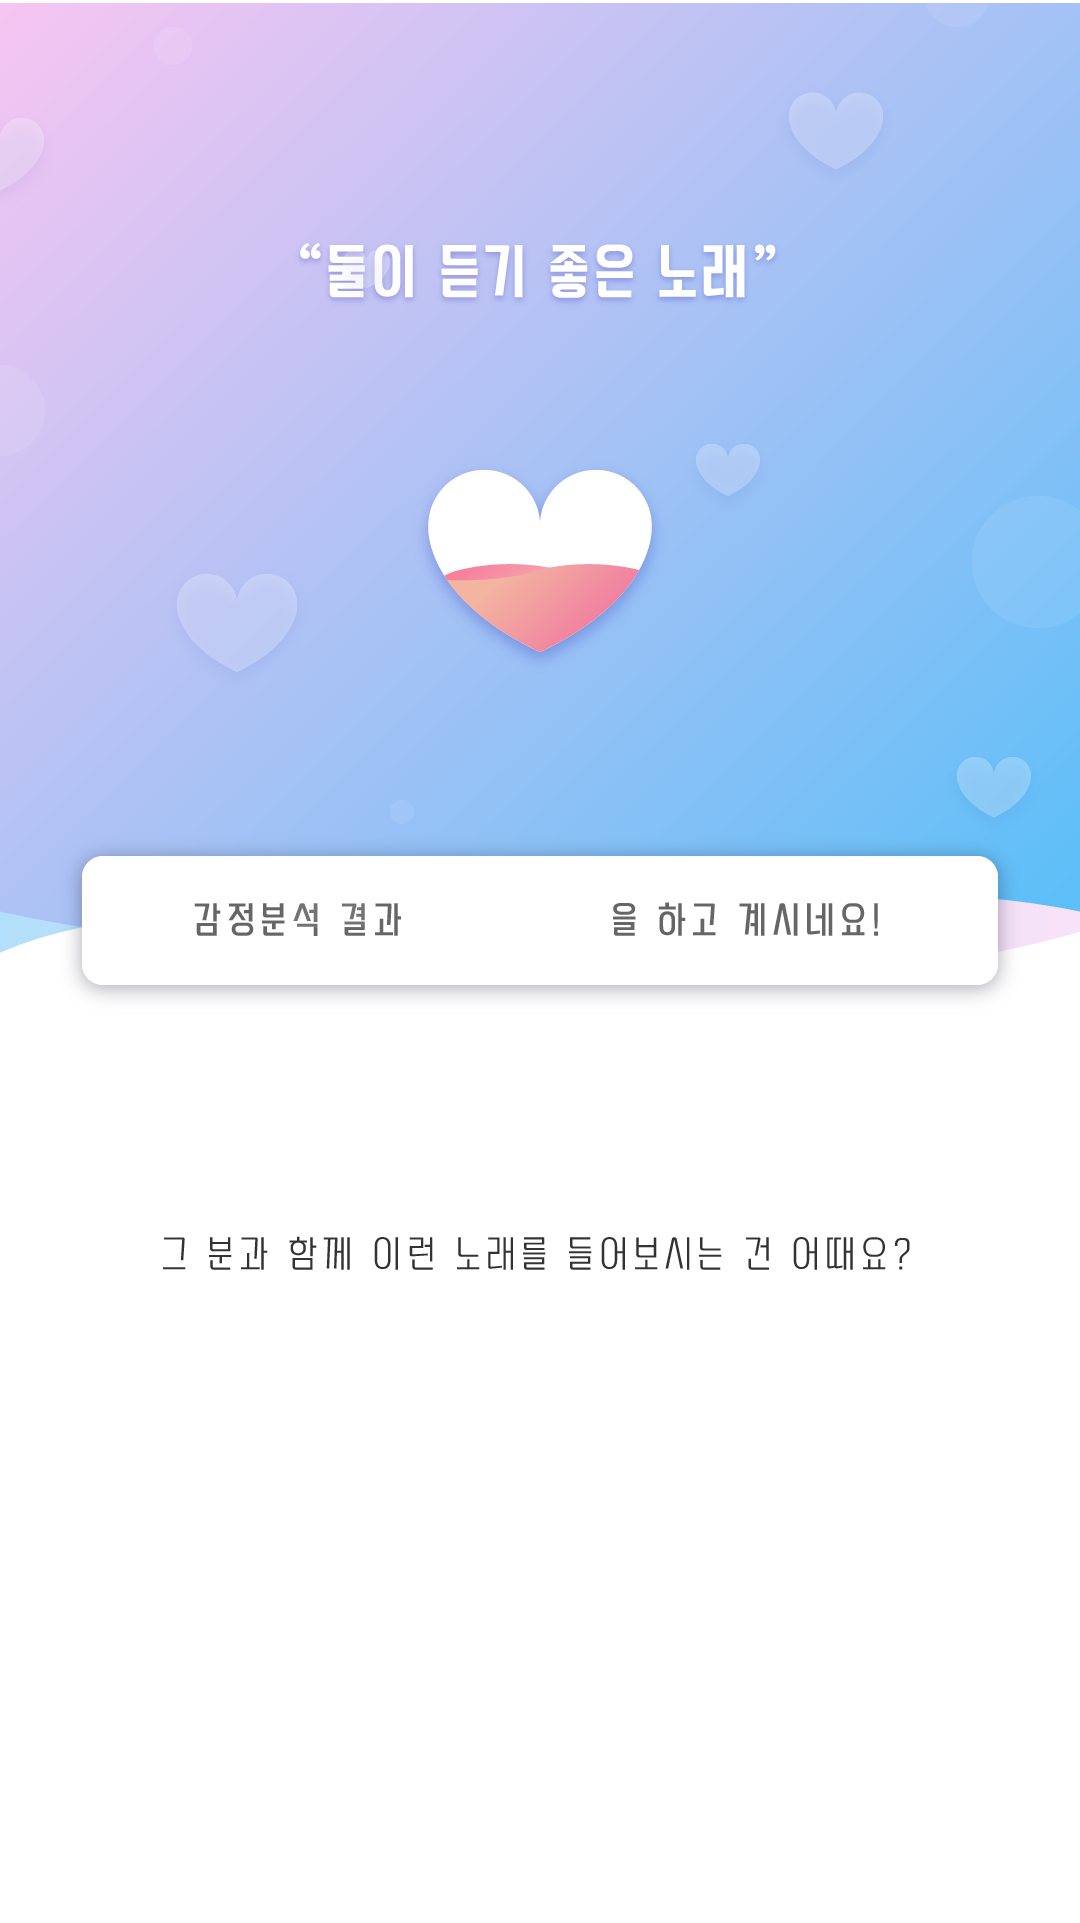 “둘이 듣기 좋은 노래”
감정분석 결과 을 하고 계시네요!
그 분과 함께 이런 노래를 들어보시는 건 어때요?